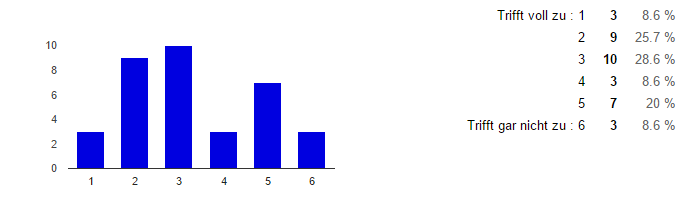 10
8
6
4
2
0
1 2 3 4 5 6
Trifft voll zu : 1 3 8.6 %
2 9 25.7 %
3 10 28.6 %
4 3 8.6 %
5 7 20 %
Trifft gar nicht zu : 6 3 8.6 %